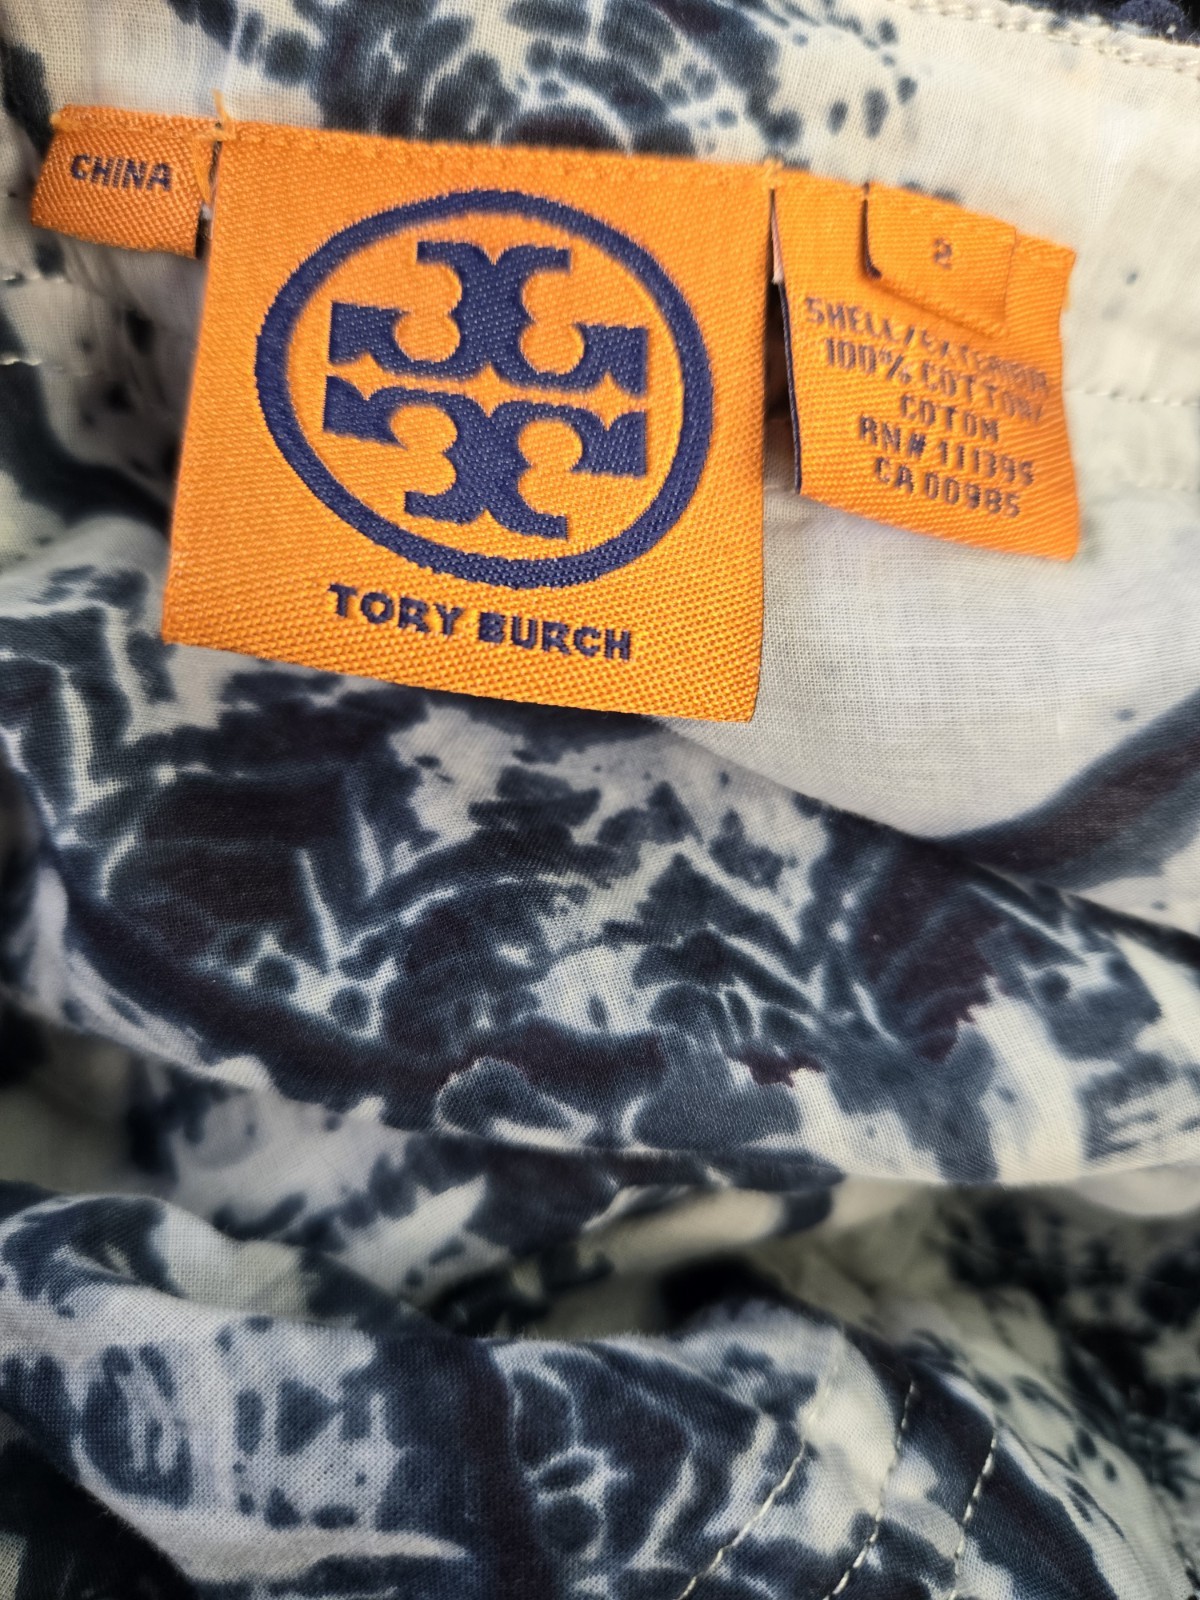 CHINA
TORY BURCH
2
SHELL/EXTERIOR
100% COTTON/
COTON
RN# 111395
CA 00985